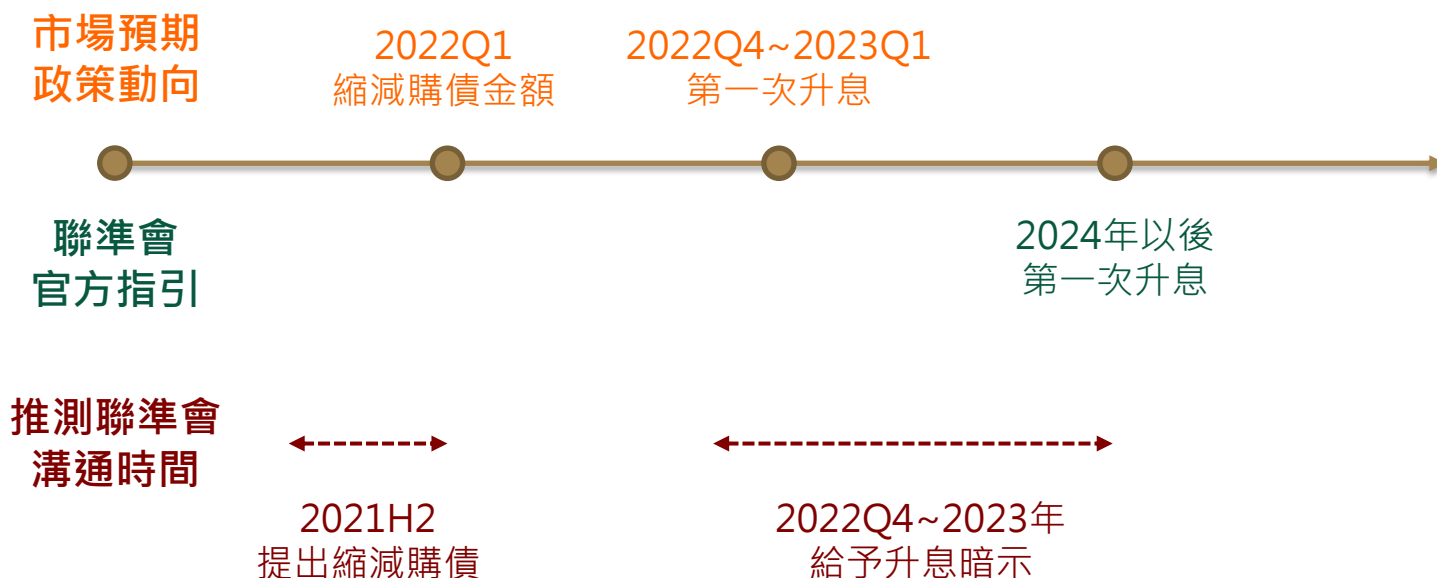 市場預期
政策動向
2022Q1
縮減購債金額
2022Q4~2023Q1
第一次升息
聯準會
官方指引
2024年以後
第一次升息
推測聯準會
溝通時間
2021H2
提出縮減購債
2022Q4~2023年
給予升息暗示